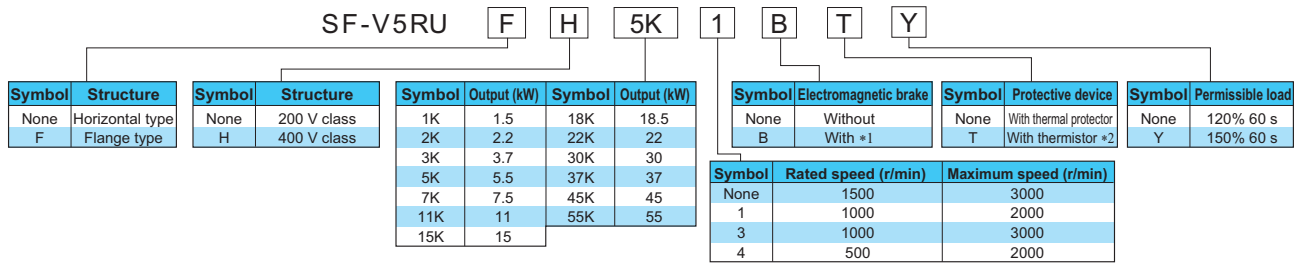 SF-V5RU F H 5K 1 B T Y
Symbol Structure
None Horizontal type
F Flange type
Symbol Structure
None 200 V class
H 400 V class
Symbol Output (kW) Symbol Output (kW)
1K 1.5 18K 18.5
2K 2.2 22K 22
3K 3.7 30K 30
5K 5.5 37K 37
7K 7.5 45K 45
11K 11 55K 55
15K 15
Symbol Electromagnetic brake
None Without
B With *1
Symbol Protective device
None With thermal protector
T With thermistor *2
Symbol Permissible load
None 120% 60 s
Y 150% 60 s
Symbol Rated speed (r/min) Maximum speed (r/min)
None 1500 3000
1 1000 2000
3 1000 3000
4 500 2000